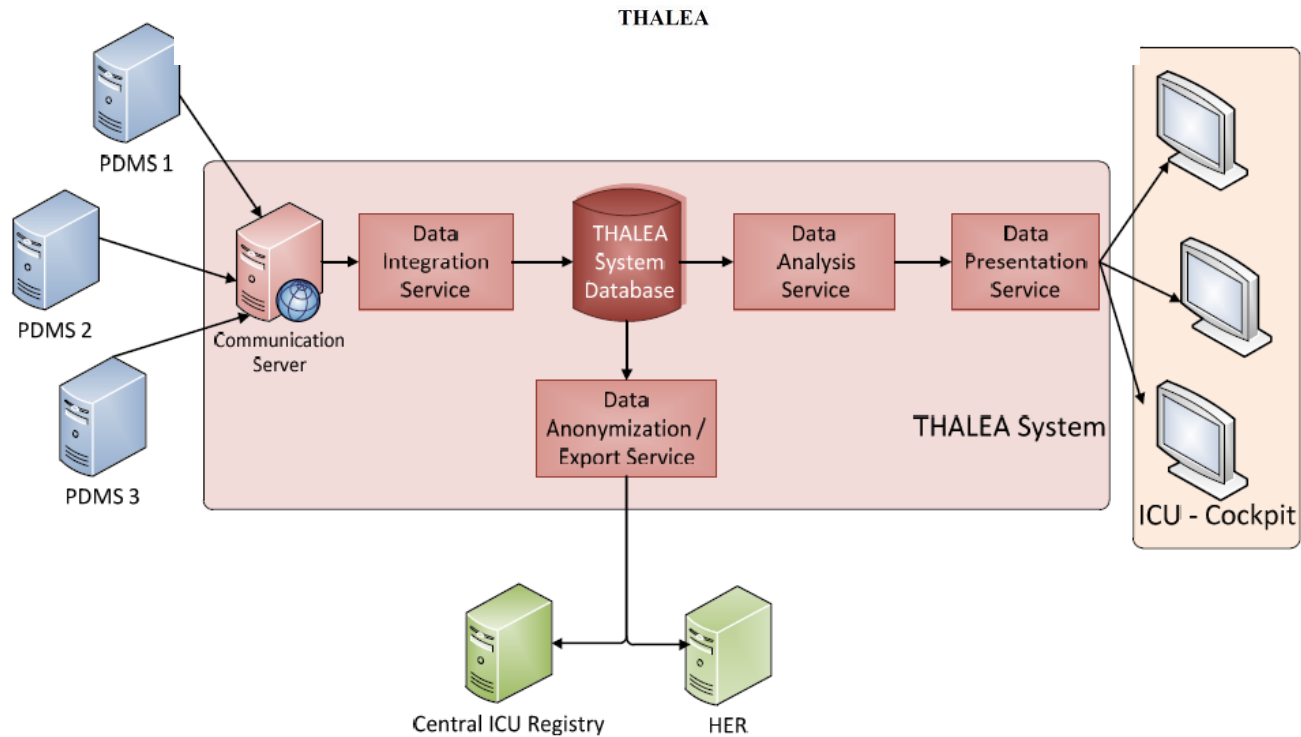 THALEA
PDMS 1
PDMS 2
PDMS 3
Communication
Server
Data
Integration
Service
THALEA
System
Database
Data
Analysis
Service
Data
Presentation
Service
Data
Anonymization /
Export Service
THALEA System
ICU - Cockpit
Central ICU Registry
HER